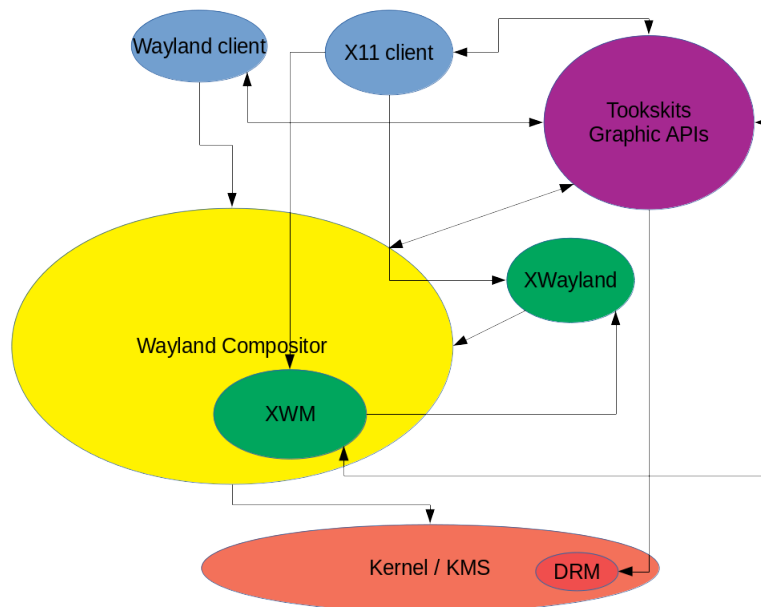 Wayland client
X11 client
Tookskits
Graphic APIs
XWayland
Wayland Compositor
XWM
Kernel / KMS
DRM